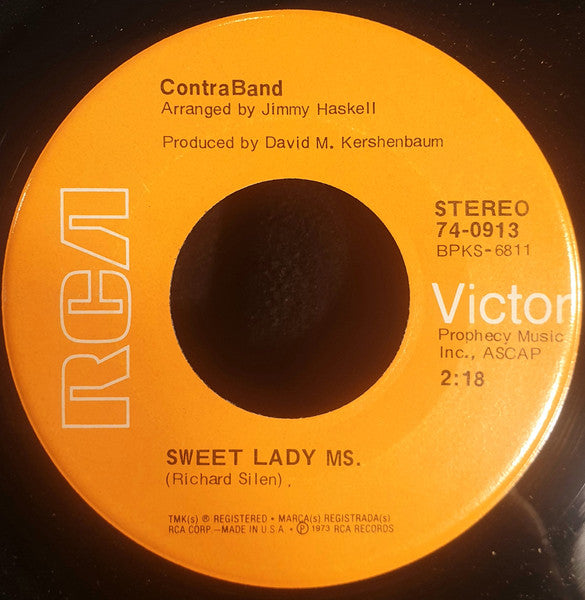 ContraBand
Arranged by Jimmy Haskell
Produced by David M. Kershenbaum
RCA
STEREO
74-0913
BPKS-6811
Victor
Prophecy Music
Inc., ASCAP
2:18
SWEET LADY MS.
(Richard Silen)
TMK(s) ® REGISTERED • MARCA(s) REGISTRADA(s)
RCA CORP.—MADE IN U.S.A. • ℗ 1973 RCA RECORDS